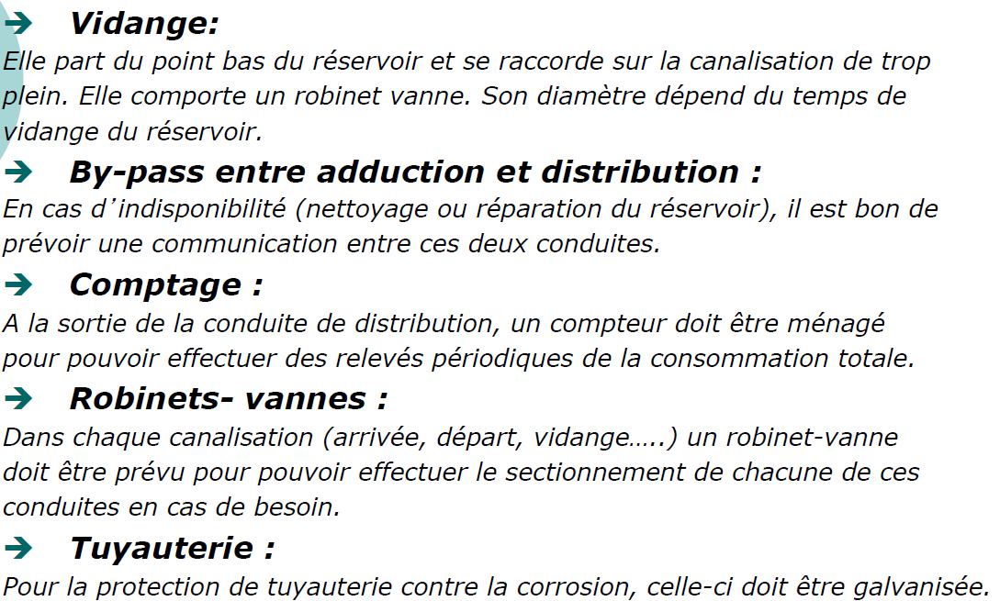 ➔ Vidange:
Elle part du point bas du réservoir et se raccorde sur la canalisation de trop
plein. Elle comporte un robinet vanne. Son diamètre dépend du temps de
vidange du réservoir.
➔ By-pass entre adduction et distribution :
En cas d’indisponibilité (nettoyage ou réparation du réservoir), il est bon de
prévoir une communication entre ces deux conduites.
➔ Comptage :
A la sortie de la conduite de distribution, un compteur doit être ménagé
pour pouvoir effectuer des relevés périodiques de la consommation totale.
➔ Robinets- vannes :
Dans chaque canalisation (arrivée, départ, vidange…..) un robinet-vanne
doit être prévu pour pouvoir effectuer le sectionnement de chacune de ces
conduites en cas de besoin.
➔ Tuyauterie :
Pour la protection de tuyauterie contre la corrosion, celle-ci doit être galvanisée.